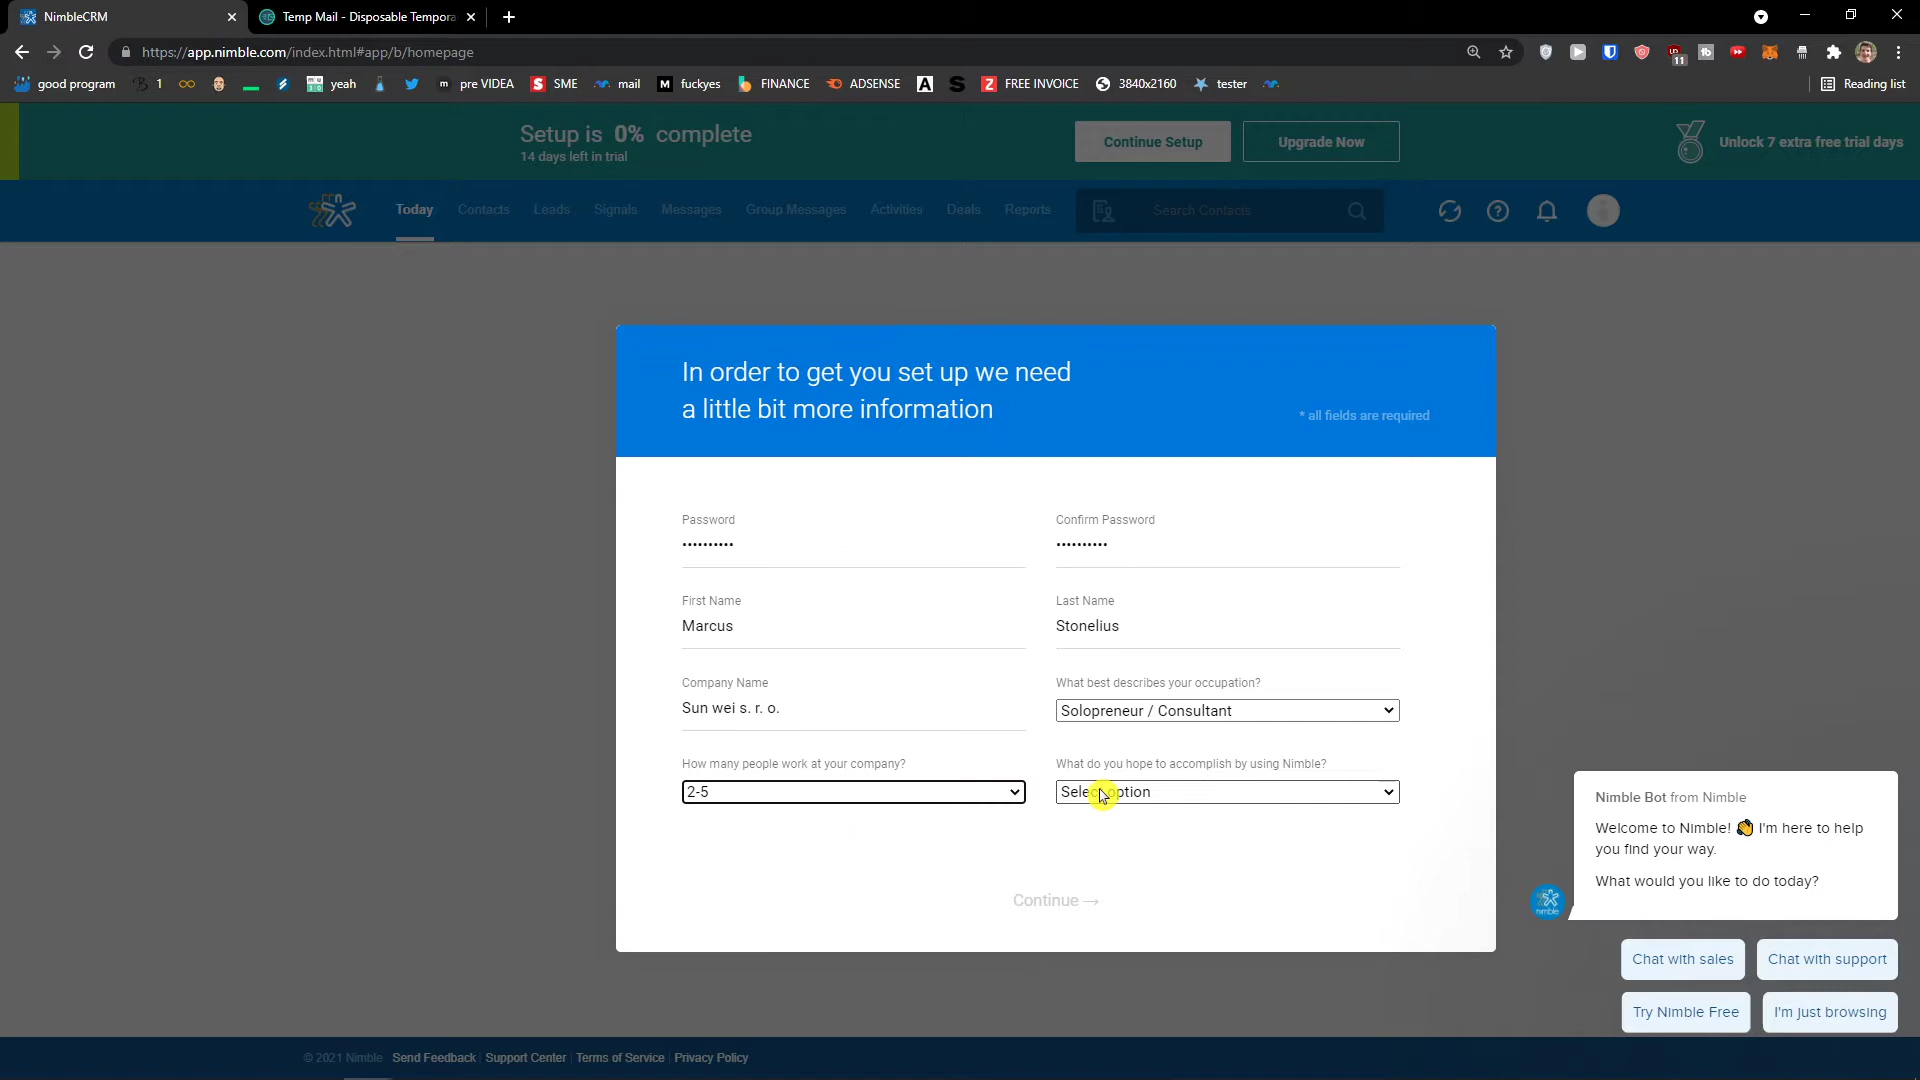 NimbleCRM
Temp Mail - Disposable Tempora
https://app.nimble.com/index.html#app/b/homepage
11
good program
1
yeah
pre VIDEA
SME
mail
fuckyes
FINANCE
ADSENSE
FREE INVOICE
3840x2160
tester
Reading list
Setup is 0% complete
14 days left in trial
Continue Setup
Upgrade Now
Unlock 7 extra free trial days
Today
Contacts
Leads
Signals
Messages
Group Messages
Activities
Deals
Reports
Search Contacts
In order to get you set up we need
a little bit more information
* all fields are required
Password
Confirm Password
••••••••••
••••••••••
First Name
Last Name
Marcus
Stonelius
Company Name
What best describes your occupation?
Sun wei s. r. o.
Solopreneur / Consultant
How many people work at your company?
What do you hope to accomplish by using Nimble?
2-5
Select option
Continue →
Nimble Bot from Nimble
Welcome to Nimble! 👋 I'm here to help
you find your way.
What would you like to do today?
nimble
Chat with sales
Chat with support
Try Nimble Free
I'm just browsing
© 2021 Nimble
Send Feedback
Support Center
Terms of Service
Privacy Policy